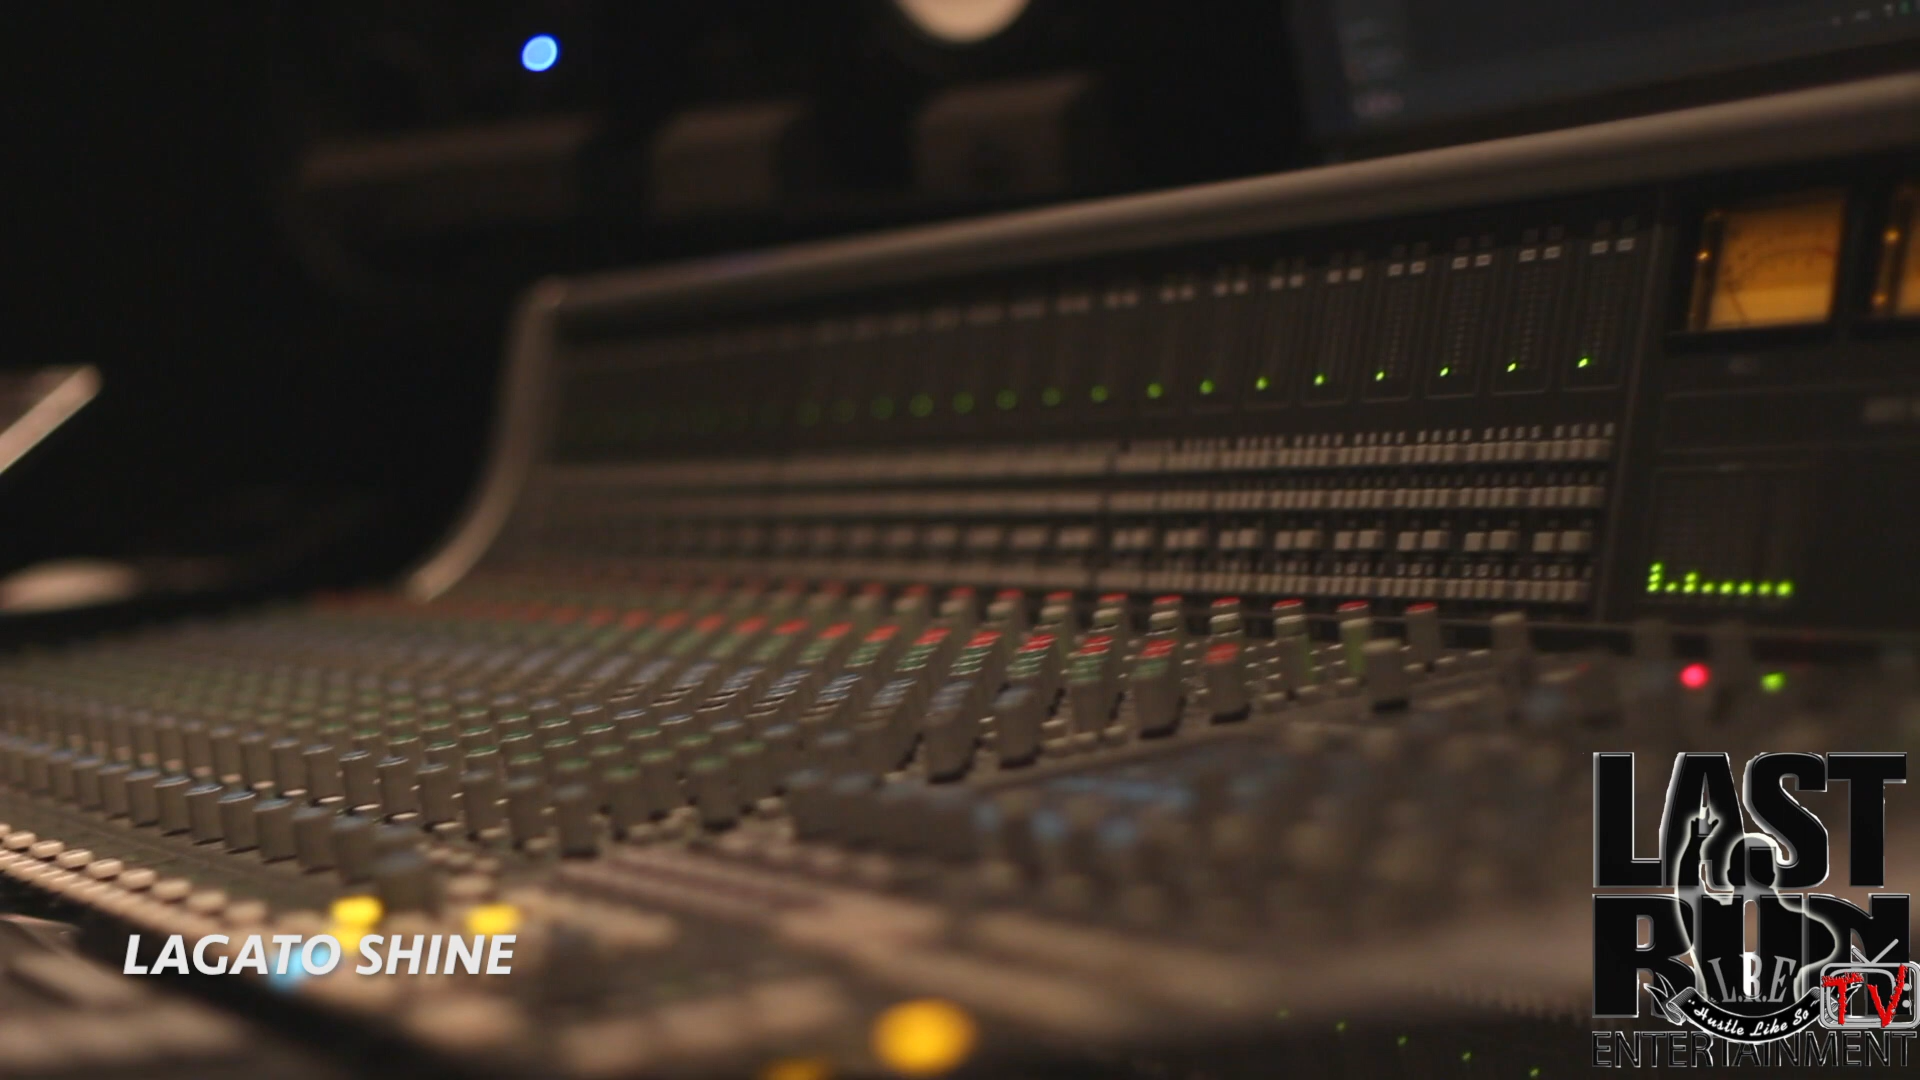 LAGATO SHINE
LAST
RUN
L.R.E
"Hustle Like So"
TV
ENTERTAINMENT